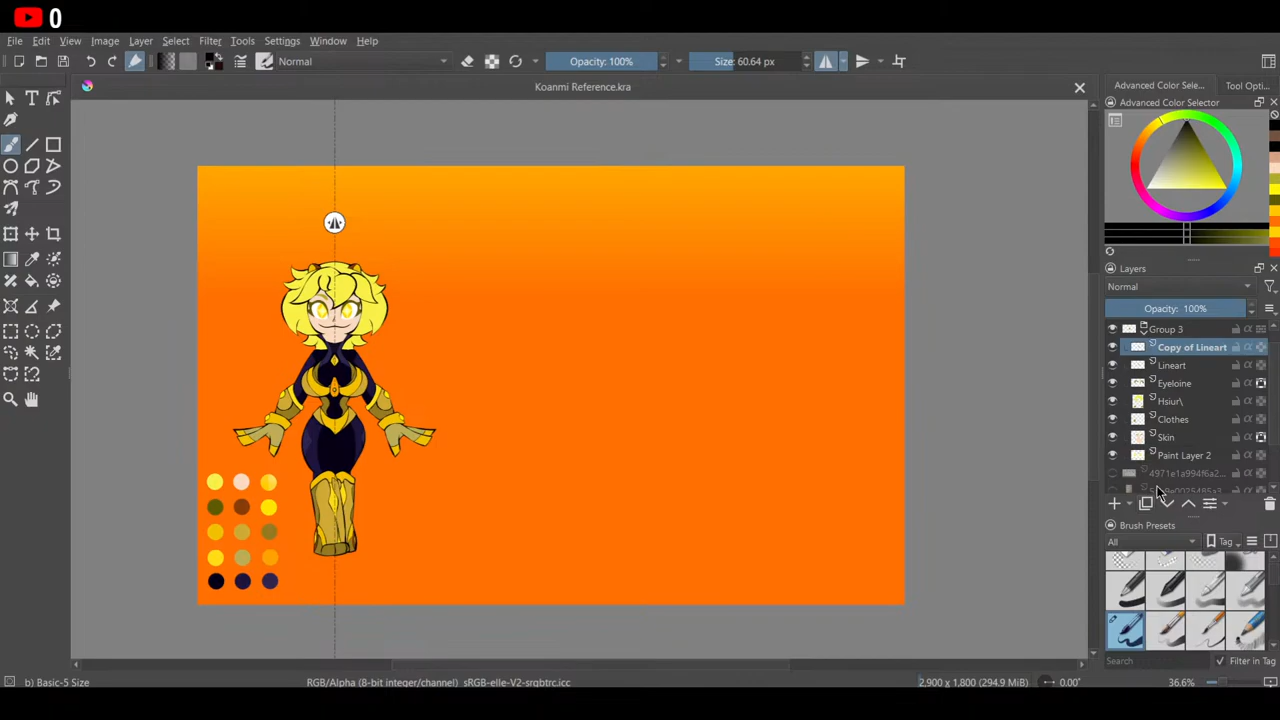 0
File Edit View Image Layer Select Filter Tools Settings Window Help
Normal Opacity: 100% Size: 60.64 px
Koanmi Reference.kra
Advanced Color Sele... Tool Opti...
Advanced Color Selector
Layers
Normal
Opacity: 100%
Group 3
Copy of Lineart
Lineart
Eyeloine
Hsiur\
Clothes
Skin
Paint Layer 2
4971e1a994f6a2...
Brush Presets
All Tag
Search Filter in Tag
b) Basic-5 Size RGB/Alpha (8-bit integer/channel) sRGB-elle-V2-srgbtrc.icc 2,900 x 1,800 (294.9 MiB) 0.00° 36.6%